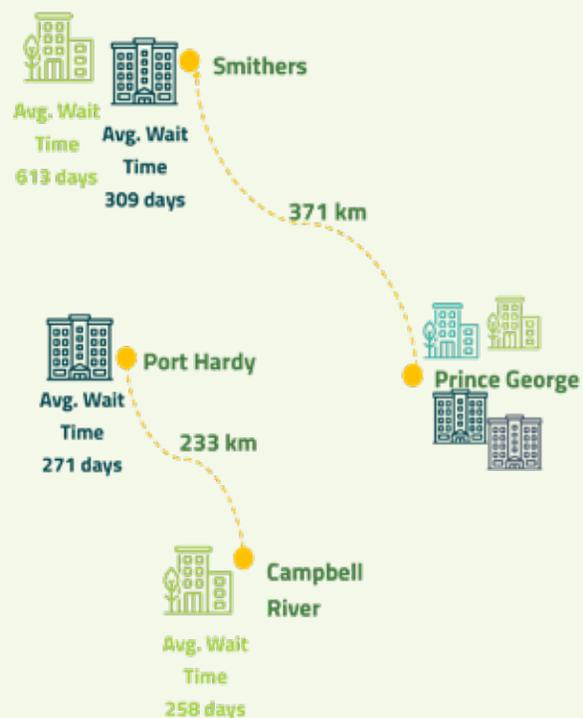 Smithers
Avg. Wait
Time
613 days
Avg. Wait
Time
309 days
371 km
Port Hardy
Avg. Wait
Time
271 days
Prince George
233 km
Campbell
River
Avg. Wait
Time
258 days